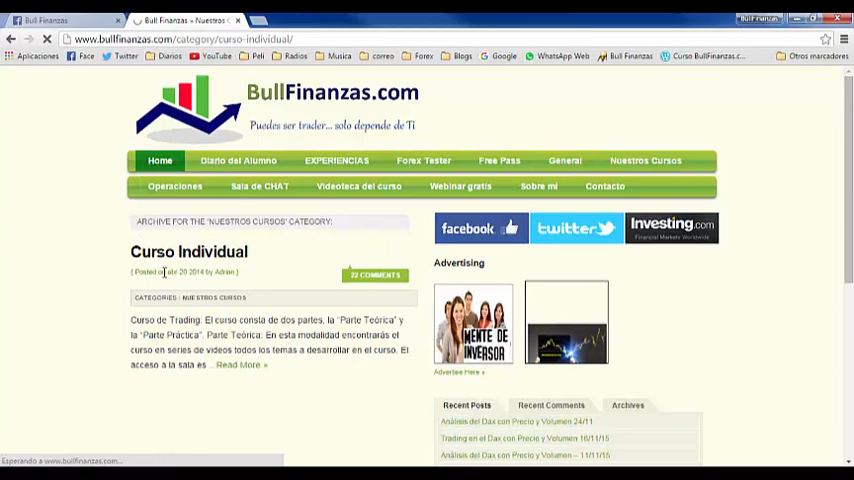 Bull Finanzas
Bull Finanzas » Nuestros C
BullFinanzas
www.bullfinanzas.com/category/curso-individual/
Aplicaciones Face Twitter Diarios YouTube Peli Radios Musica correo Forex Blogs Google WhatsApp Web Bull Finanzas Curso BullFinanzas.c... Otros marcadores
BullFinanzas.com
Puedes ser trader... solo depende de Ti
Home Diario del Alumno EXPERIENCIAS Forex Tester Free Pass General Nuestros Cursos
Operaciones Sala de CHAT Videoteca del curso Webinar gratis Sobre mi Contacto
ARCHIVE FOR THE 'NUESTROS CURSOS' CATEGORY:
Curso Individual
{ Posted on abr 20 2014 by Adrian }
22 COMMENTS
CATEGORIES : NUESTROS CURSOS
Curso de Trading: El curso consta de dos partes, la "Parte Teórica" y
la "Parte Práctica". Parte Teórica: En esta modalidad encontrarás el
curso en series de videos todos los temas a desarrollar en el curso. El
acceso a la sala es ... Read More »
facebook
twitter
Investing.com
Financial Markets Worldwide
Advertising
MENTE DE
INVERSOR
Advertise Here »
Recent Posts Recent Comments Archives
Análisis del Dax con Precio y Volumen 24/11
Trading en el Dax con Precio y Volumen 16/11/15
Análisis del Dax con Precio y Volumen – 11/11/15
Esperando a www.bullfinanzas.com...